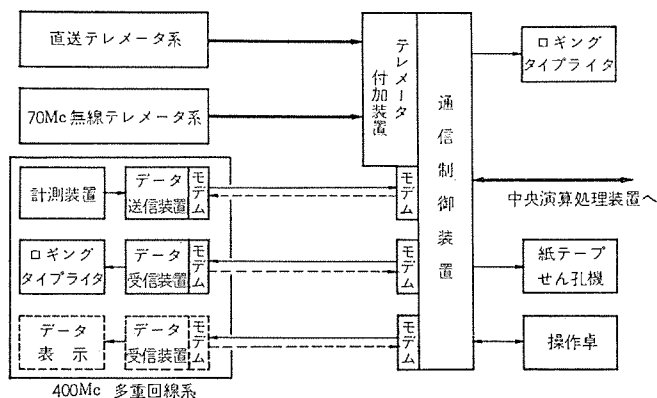 直送テレメータ系
70Mc無線テレメータ系
テレメータ
付加装置
通信制御装置
ロギング
タイプライタ
計測装置
データ
送信装置
モデム
モデム
中央演算処理装置へ
ロギング
タイプライタ
データ
受信装置
モデム
モデム
紙テープ
せん孔機
データ
表示
データ
受信装置
モデム
モデム
操作卓
400Mc 多重回線系